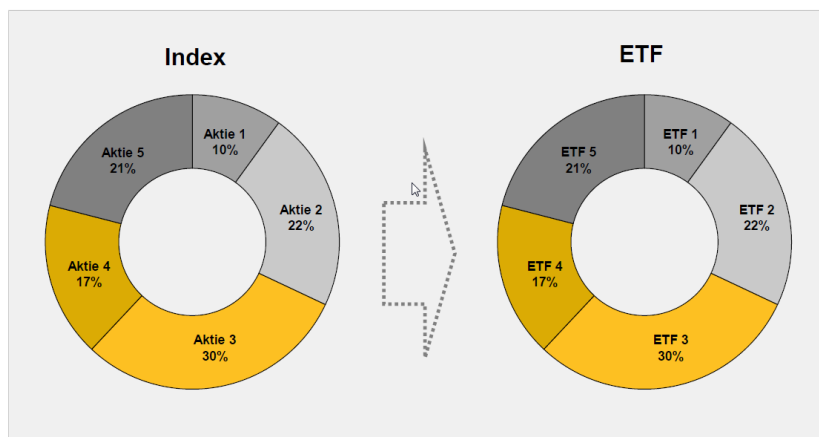 Index
Aktie 1
10%
Aktie 2
22%
Aktie 3
30%
Aktie 4
17%
Aktie 5
21%
ETF
ETF 1
10%
ETF 2
22%
ETF 3
30%
ETF 4
17%
ETF 5
21%